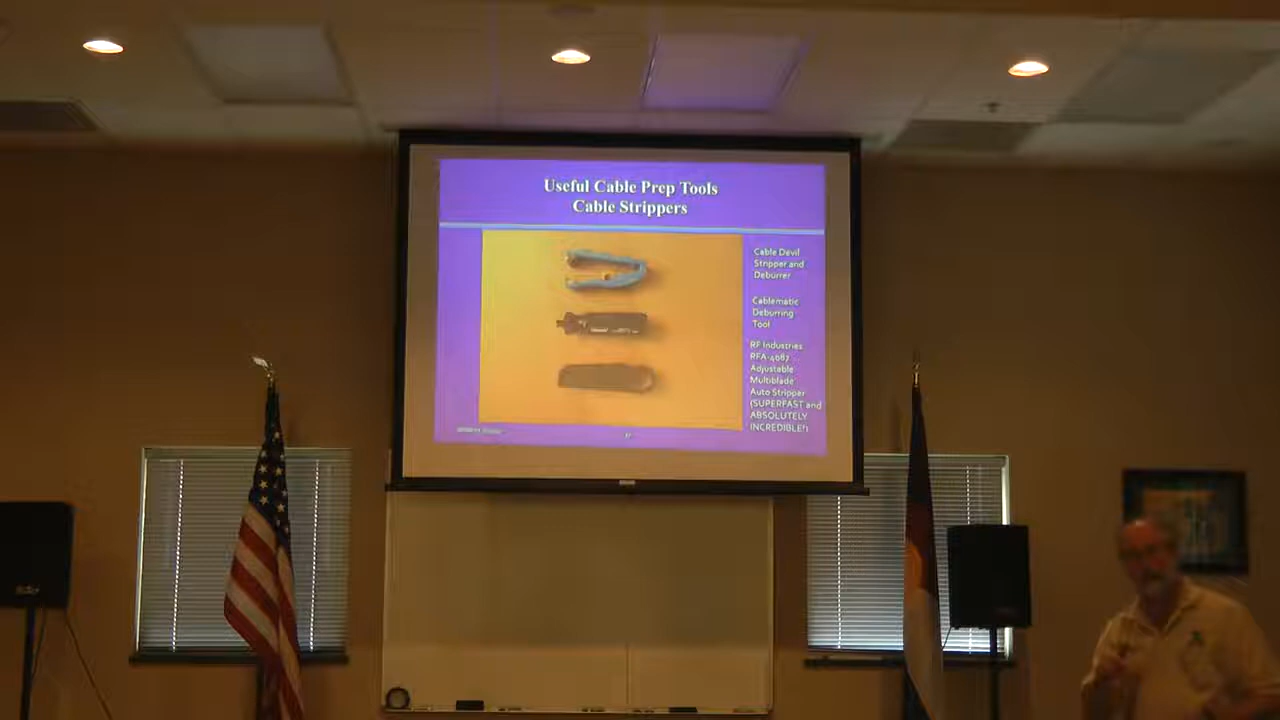 Useful Cable Prep Tools
Cable Strippers
Cable Devil
Stripper and
Deburrer
Cablematic
Deburring
Tool
RF Industries
RFA-4087
Adjustable
Multiblade
Auto Stripper
(SUPERFAST and
ABSOLUTELY
INCREDIBLE!)